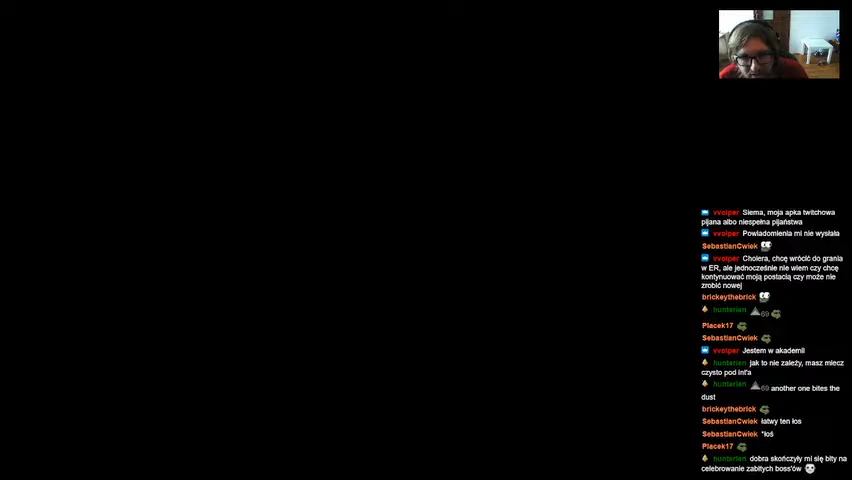 vvolper Siema, moja apka twitchowa
pijana albo niespełna pijaństwa
vvolper Powiadomienia mi nie wysłała
SebastianCwiek
vvolper Cholera, chcę wrócić do grania
w ER, ale jednocześnie nie wiem czy chcę
kontynuować moją postacią czy może nie
zrobić nowej
brickeythebrick
hunterian 69
Placek17
SebastianCwiek
vvolper Jestem w akademii
hunterian jak to nie zależy, masz miecz
czysto pod int'a
hunterian 69 another one bites the
dust
brickeythebrick
SebastianCwiek łatwy ten łos
SebastianCwiek *łoś
Placek17
hunterian dobra skończyły mi się bity na
celebrowanie zabitych boss'ów